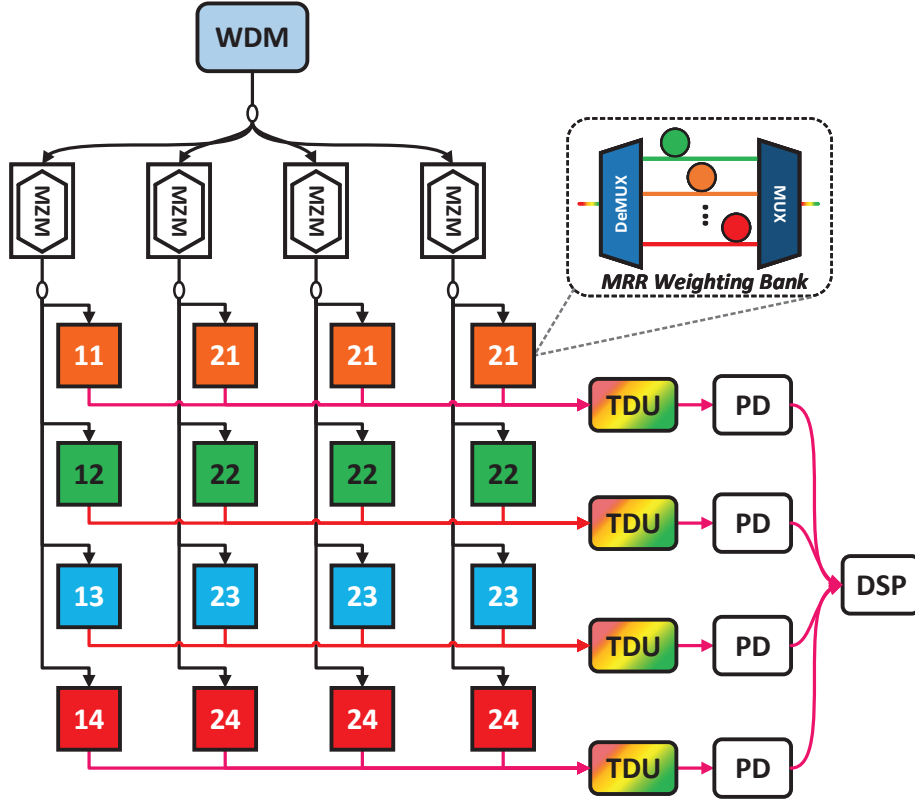 WDM
MZM MZM MZM MZM
DeMUX
MUX
MRR Weighting Bank
11 21 21 21
TDU PD
12 22 22 22
TDU PD
DSP
13 23 23 23
TDU PD
14 24 24 24
TDU PD